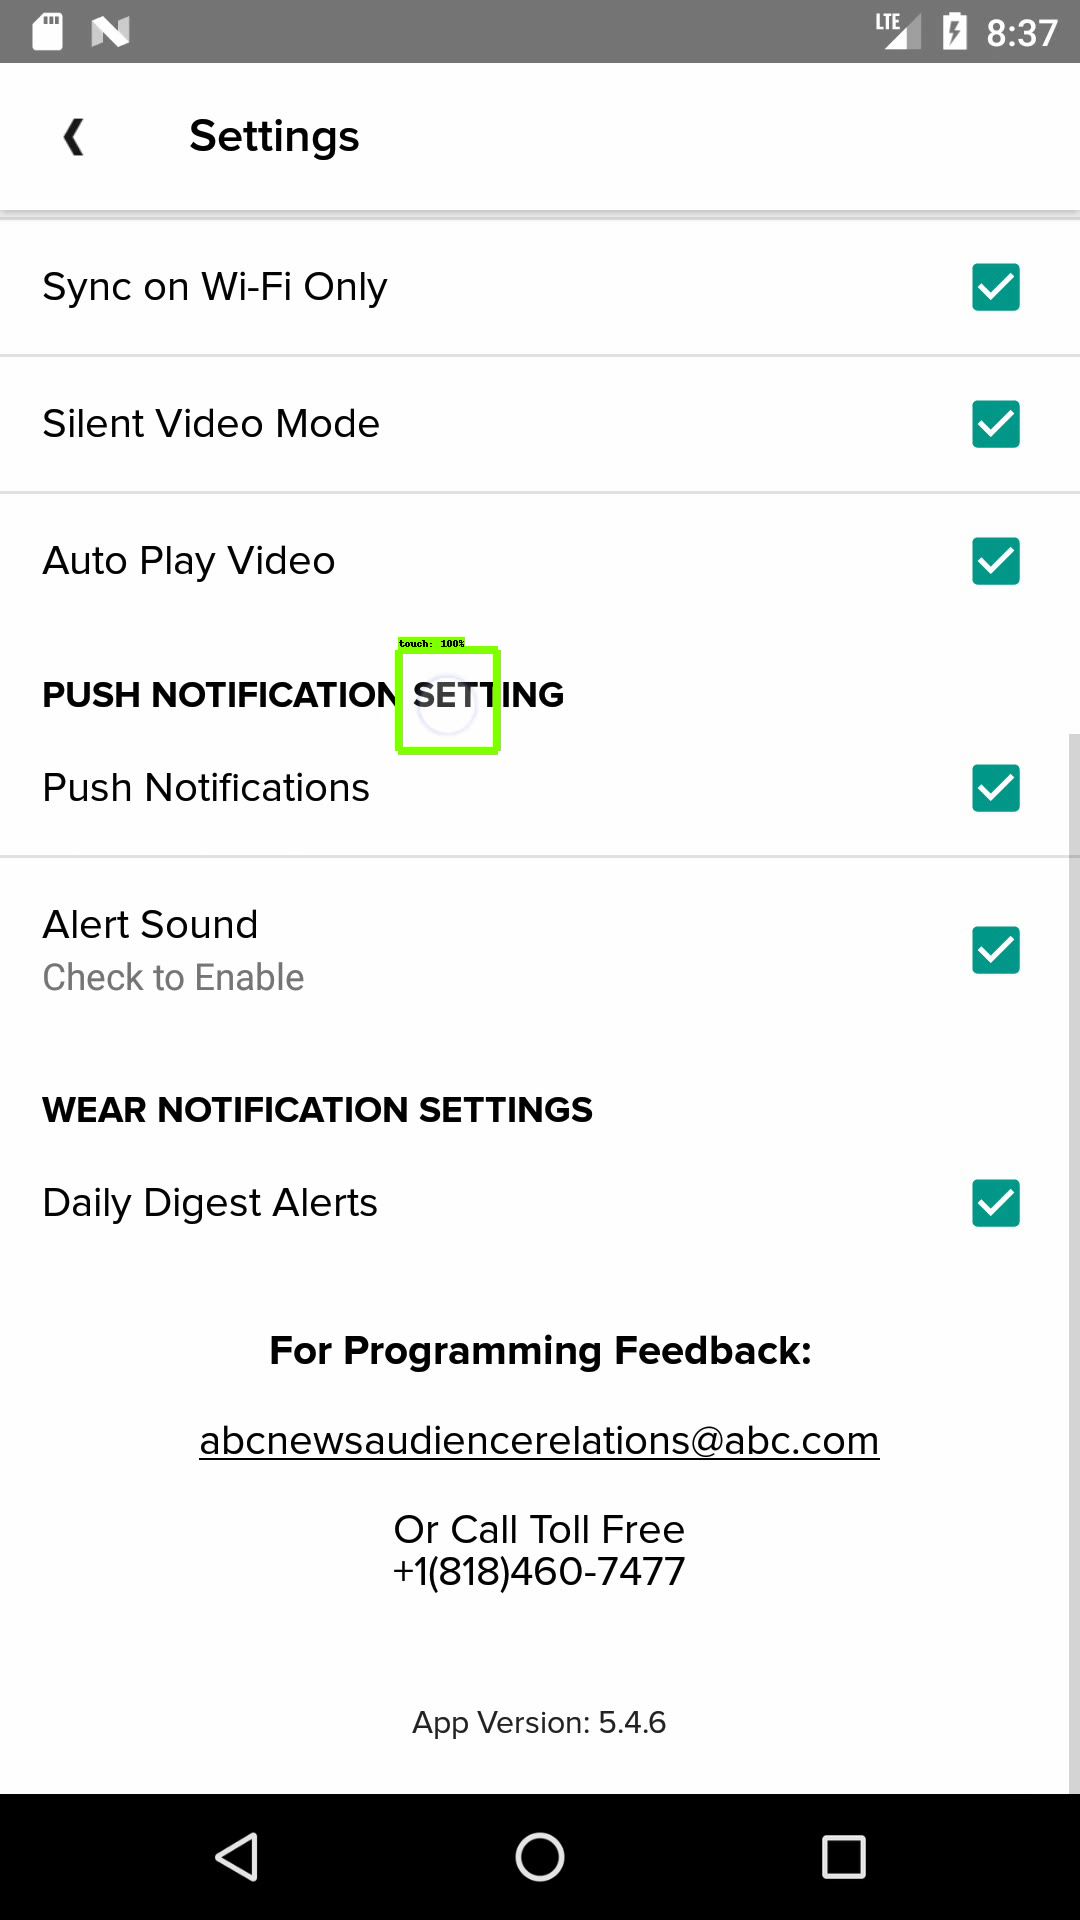 LTE 8:37
Settings
Sync on Wi-Fi Only
Silent Video Mode
Auto Play Video
touch: 100%
PUSH NOTIFICATION SETTING
Push Notifications
Alert Sound
Check to Enable
WEAR NOTIFICATION SETTINGS
Daily Digest Alerts
For Programming Feedback:
abcnewsaudiencerelations@abc.com
Or Call Toll Free
+1(818)460-7477
App Version: 5.4.6